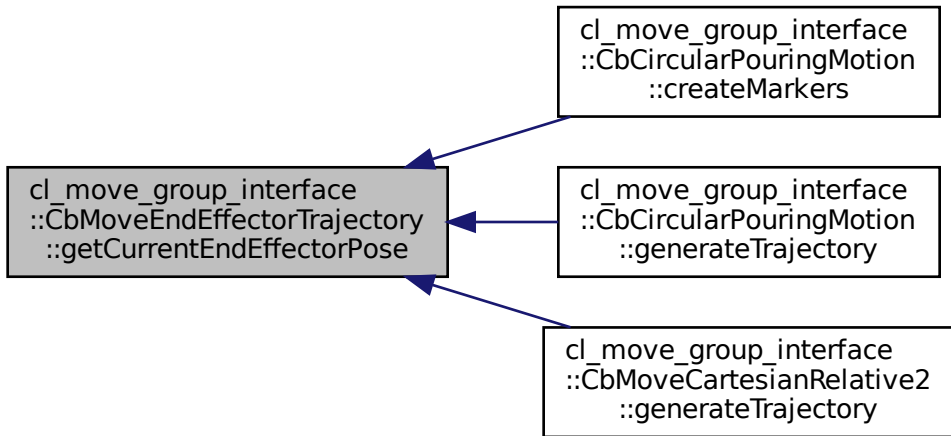 cl_move_group_interface
::CbMoveEndEffectorTrajectory
::getCurrentEndEffectorPose
cl_move_group_interface
::CbCircularPouringMotion
::createMarkers
cl_move_group_interface
::CbCircularPouringMotion
::generateTrajectory
cl_move_group_interface
::CbMoveCartesianRelative2
::generateTrajectory